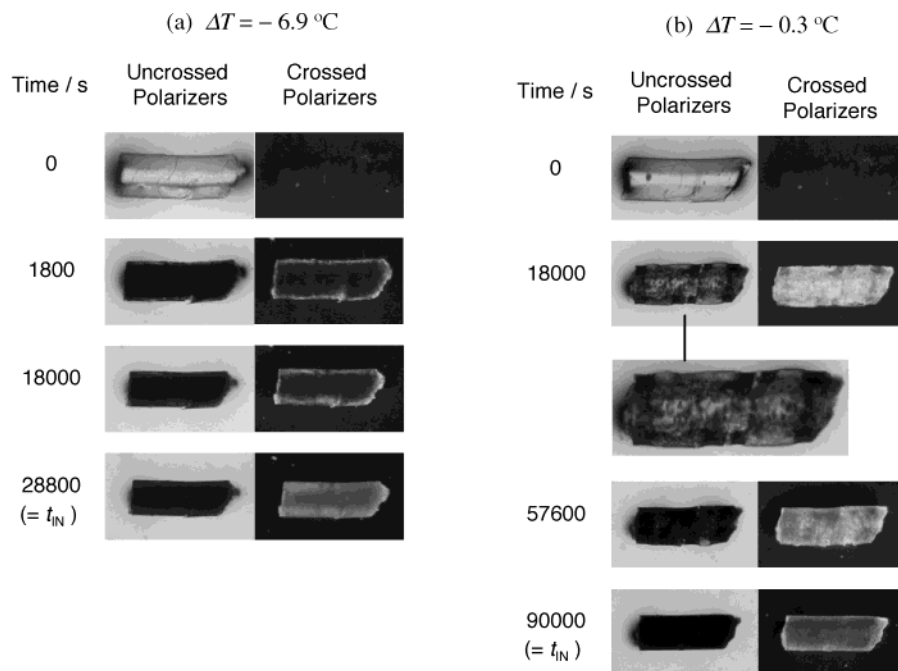 (a) ΔT = − 6.9 °C
Time / s
Uncrossed
Polarizers
Crossed
Polarizers
0
1800
18000
28800
(= tIN )
(b) ΔT = − 0.3 °C
Time / s
Uncrossed
Polarizers
Crossed
Polarizers
0
18000
57600
90000
(= tIN )